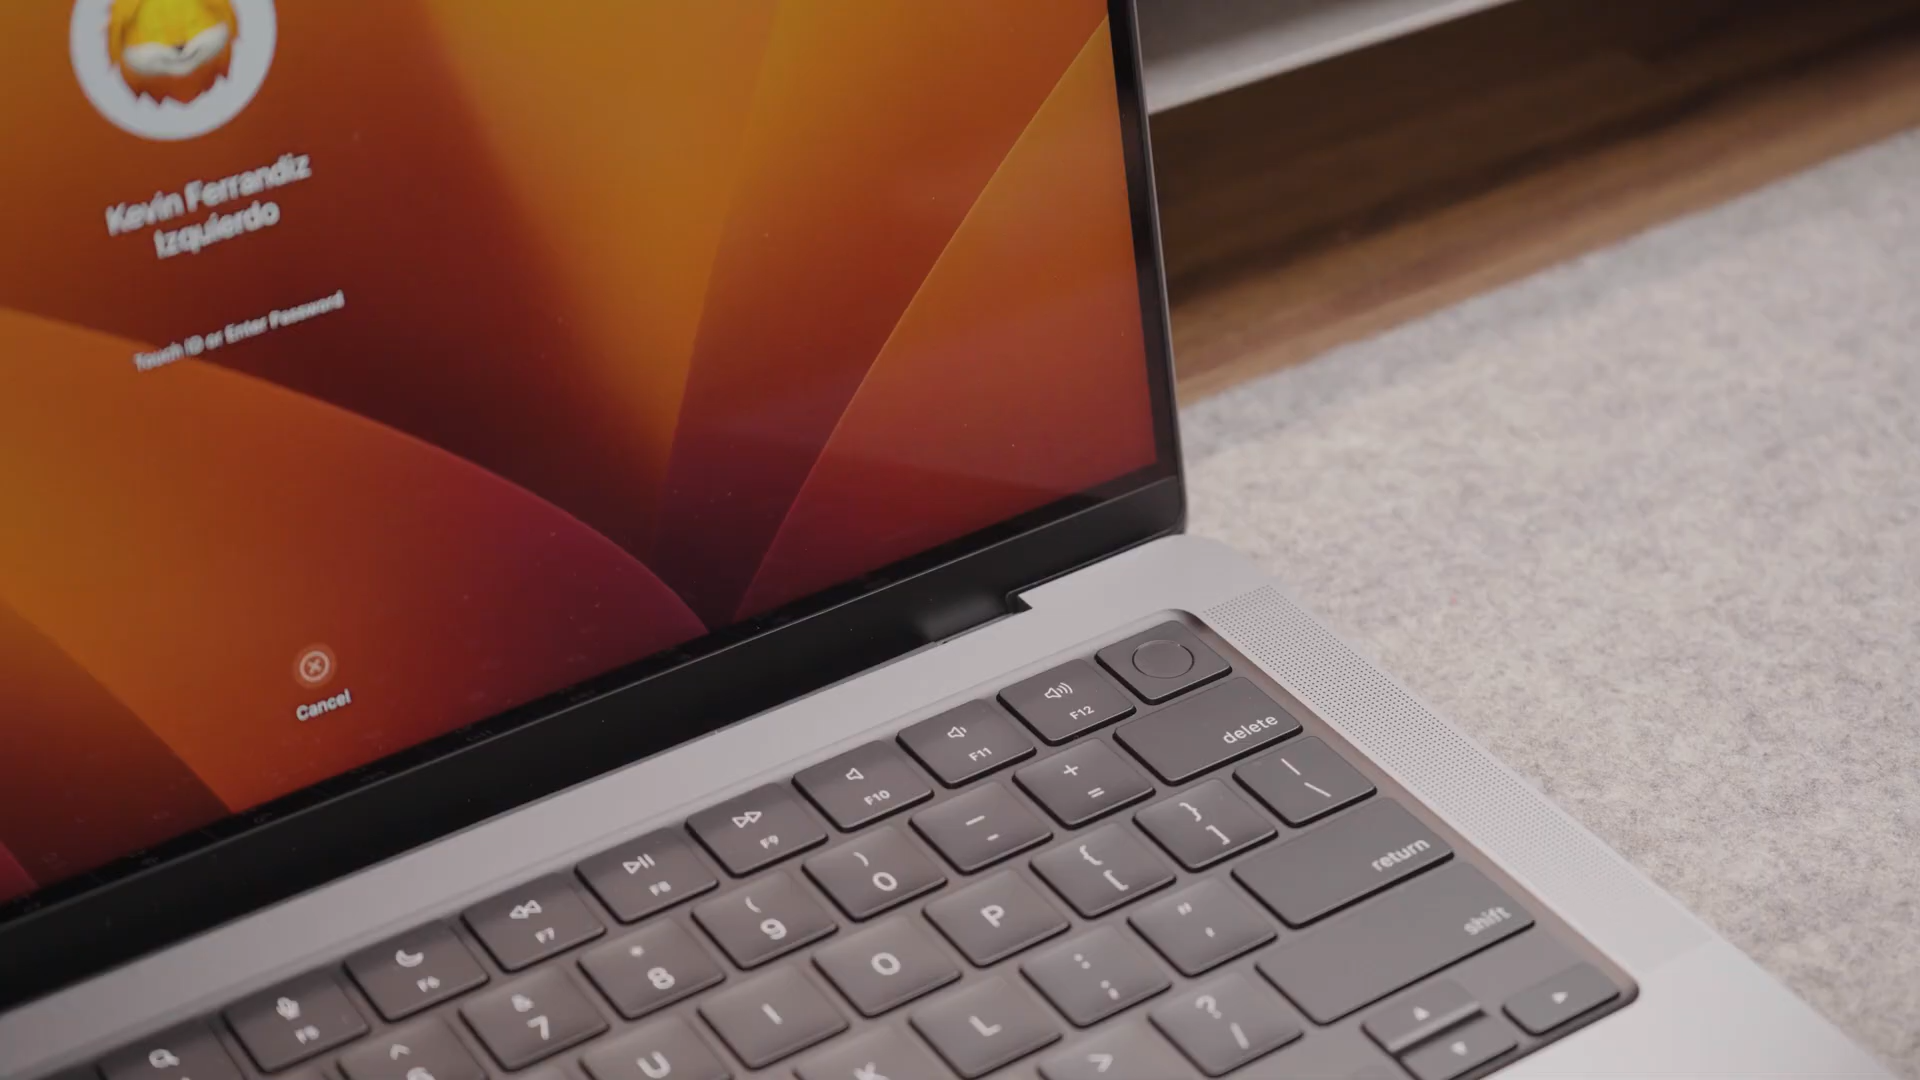 Kevin Ferrandiz
Izquierdo
Touch ID or Enter Password
Cancel
F5 F6 F7 F8 F9 F10 F11 F12
^ 6 & 7 * 8 ( 9 ) 0 — - + = delete
U I O P { [ } ] | \
K L : ; " ' return
> ? / shift